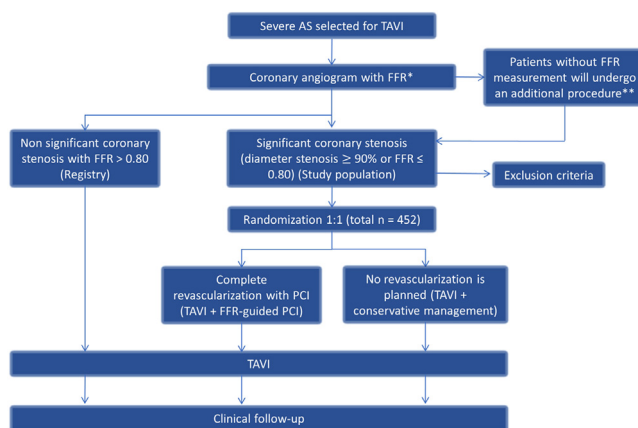 Severe AS selected for TAVI
Coronary angiogram with FFR*
Patients without FFR
measurement will undergo
an additional procedure**
Non significant coronary
stenosis with FFR > 0.80
(Registry)
Significant coronary stenosis
(diameter stenosis ≥ 90% or FFR ≤
0.80) (Study population)
Exclusion criteria
Randomization 1:1 (total n = 452)
Complete
revascularization with PCI
(TAVI + FFR-guided PCI)
No revascularization is
planned (TAVI +
conservative management)
TAVI
Clinical follow-up